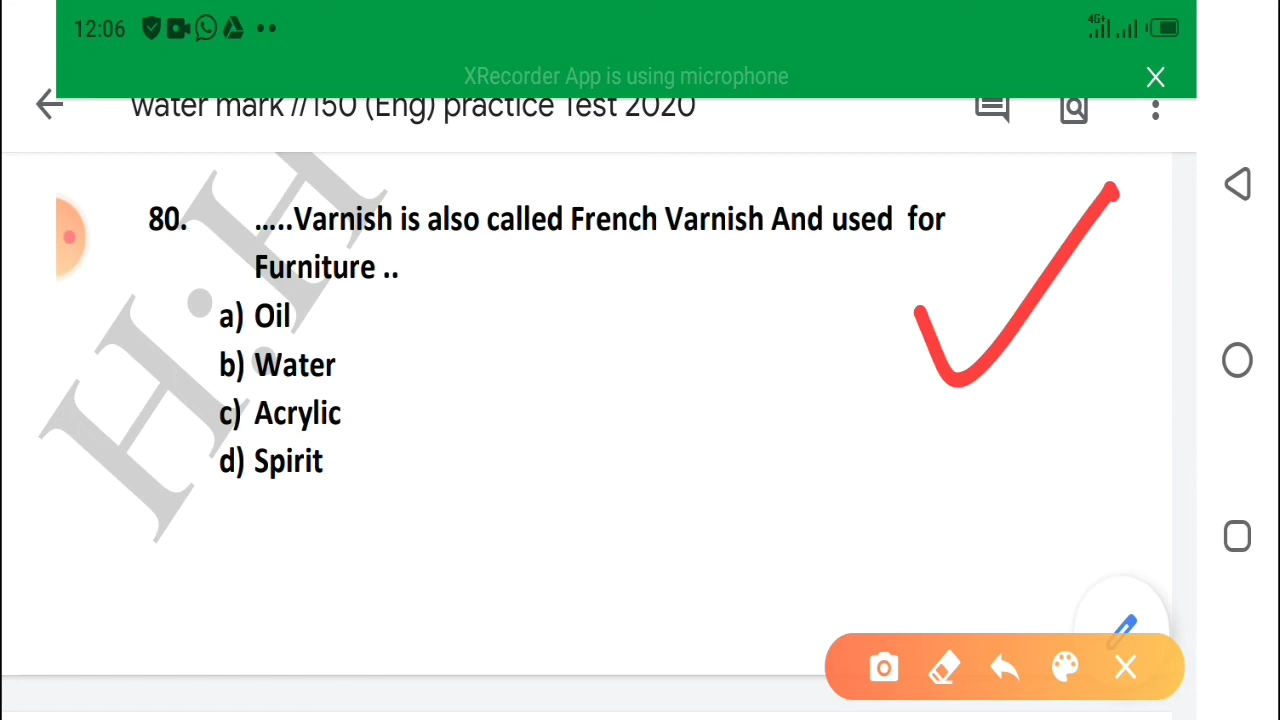 12:06
4G+
XRecorder App is using microphone
water mark //150 (Eng) practice Test 2020
80. .....Varnish is also called French Varnish And used for
Furniture ..
a) Oil
b) Water
c) Acrylic
d) Spirit
H.H